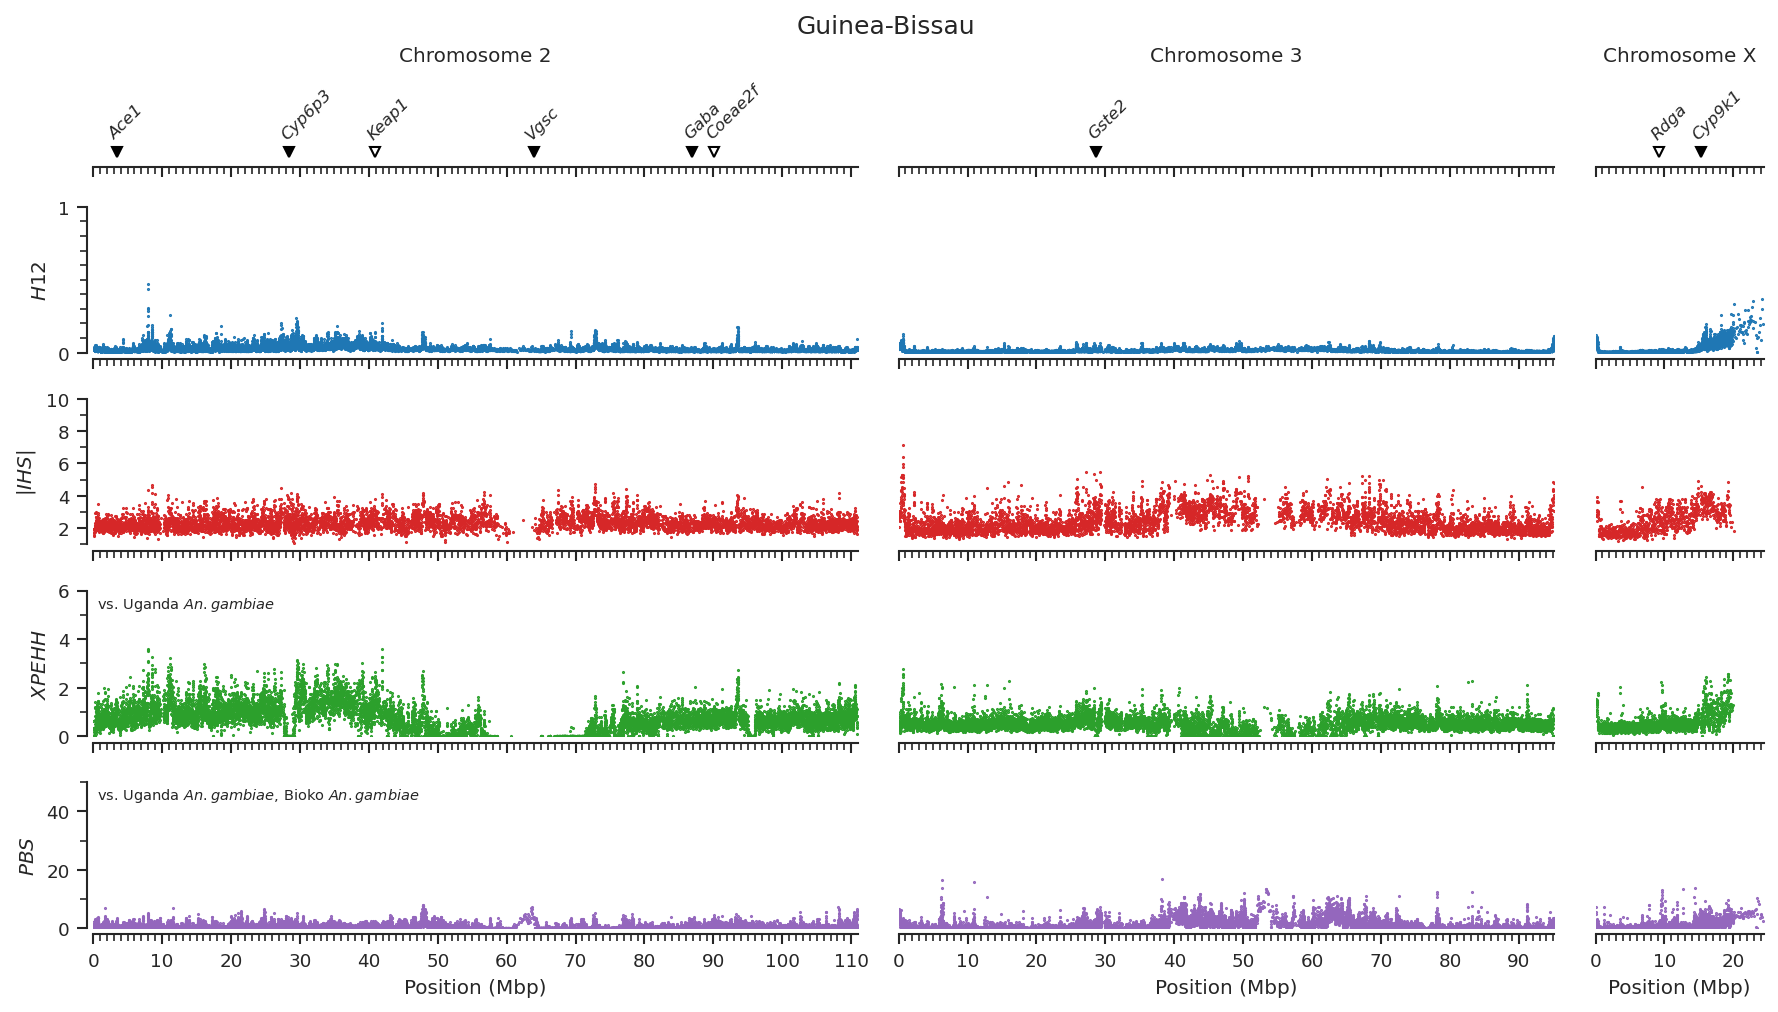 Guinea-Bissau
Chromosome 2
Chromosome 3
Chromosome X
Ace1
Cyp6p3
Keap1
Vgsc
Gaba
Coeae2f
Gste2
Rdga
Cyp9k1
H12
1
0
|IHS|
10
8
6
4
2
XPEHH
6
4
2
0
vs. Uganda An.gambiae
PBS
40
20
0
vs. Uganda An.gambiae, Bioko An.gambiae
0 10 20 30 40 50 60 70 80 90 100 110
0 10 20 30 40 50 60 70 80 90
0 10 20
Position (Mbp)
Position (Mbp)
Position (Mbp)